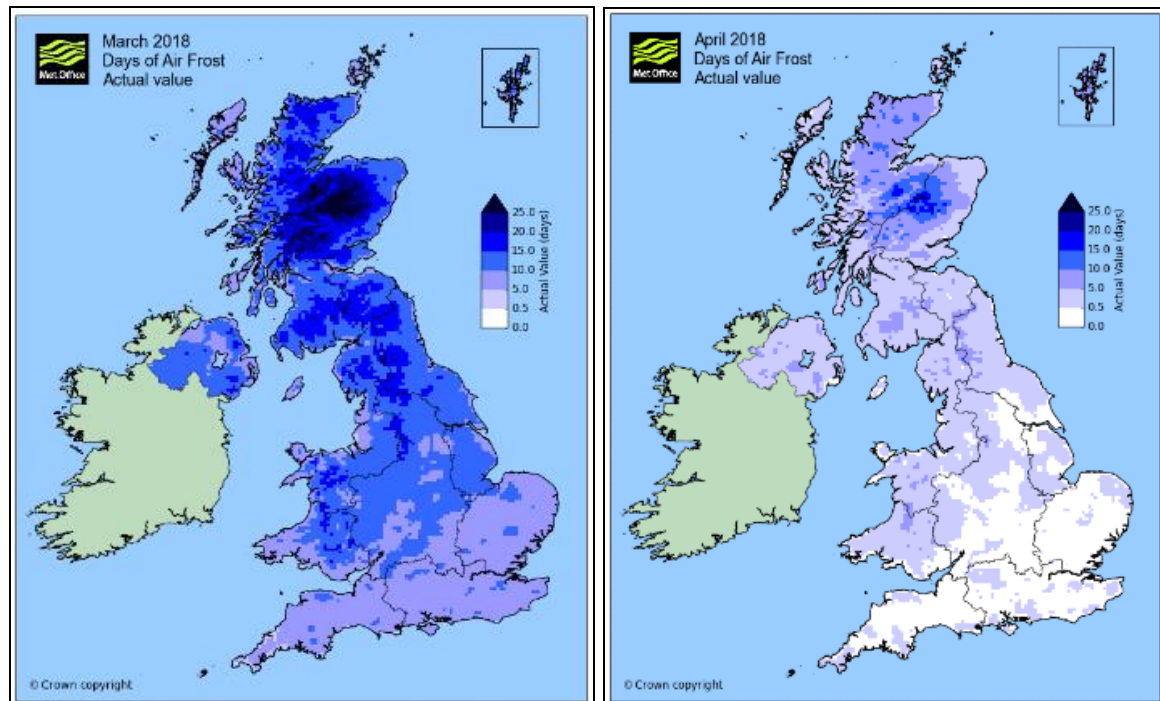 March 2018
Days of Air Frost
Actual value
Met Office
25.0
20.0
15.0
10.0
5.0
0.5
0.0
Actual Value (days)
© Crown copyright
April 2018
Days of Air Frost
Actual value
Met Office
25.0
20.0
15.0
10.0
5.0
0.5
0.0
Actual Value (days)
© Crown copyright